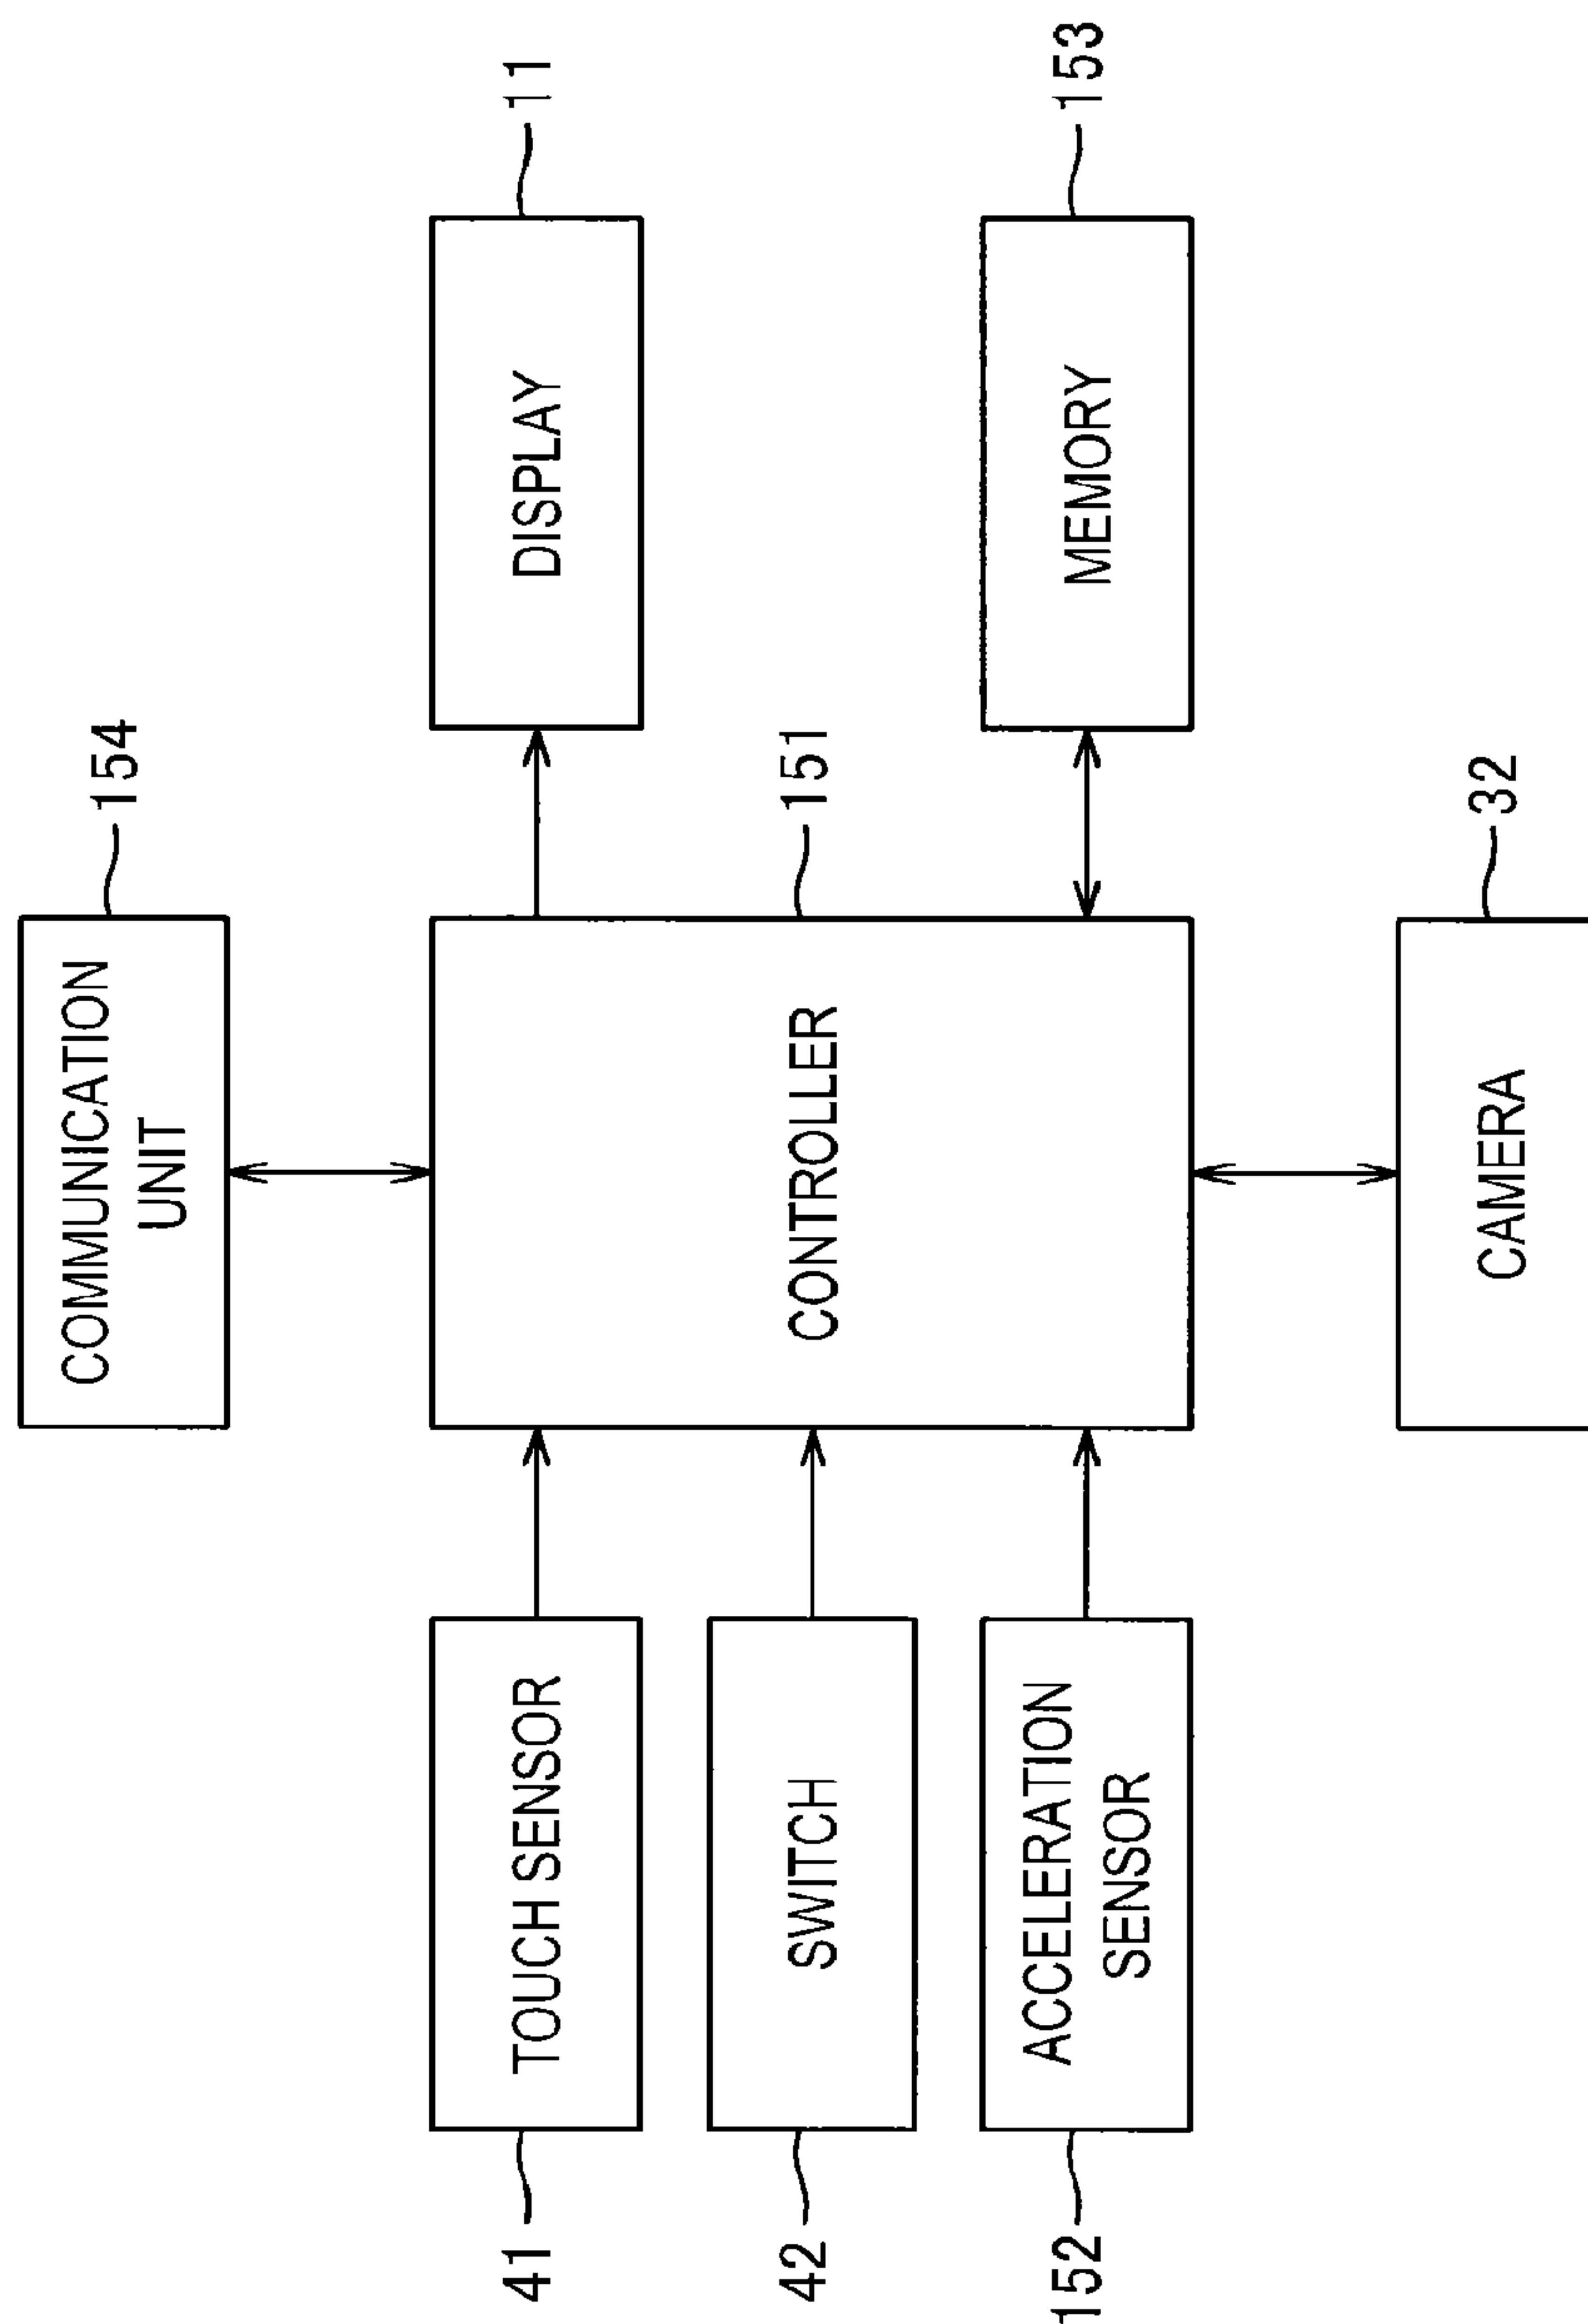 154
COMMUNICATION
UNIT
41
TOUCH SENSOR
DISPLAY
11
151
42
SWITCH
CONTROLLER
152
ACCELERATION
SENSOR
MEMORY
153
32
CAMERA